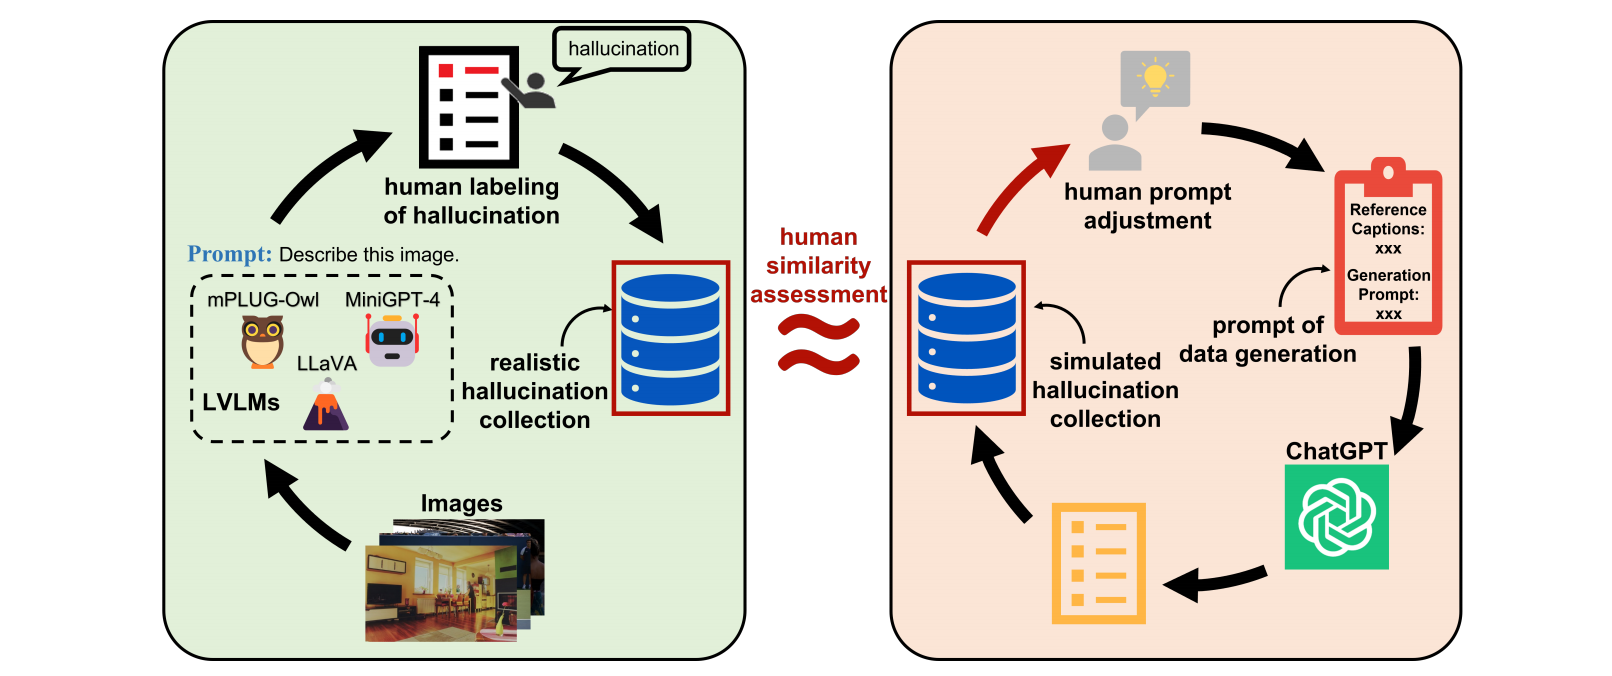 hallucination
human labeling
of hallucination
Prompt: Describe this image.
mPLUG-Owl
MiniGPT-4
LLaVA
LVLMs
realistic
hallucination
collection
Images
human
similarity
assessment
human prompt
adjustment
Reference
Captions:
xxx
Generation
Prompt:
xxx
prompt of
data generation
simulated
hallucination
collection
ChatGPT